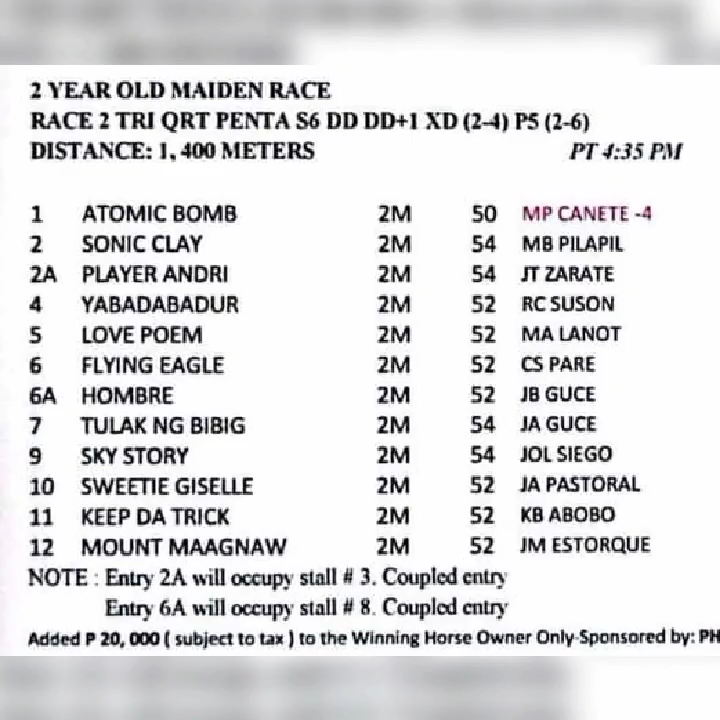 2 YEAR OLD MAIDEN RACE
RACE 2 TRI QRT PENTA S6 DD DD+1 XD (2-4) P5 (2-6)
DISTANCE: 1, 400 METERS PT 4:35 PM
1 ATOMIC BOMB 2M 50 MP CANETE -4
2 SONIC CLAY 2M 54 MB PILAPIL
2A PLAYER ANDRI 2M 54 JT ZARATE
4 YABADABADUR 2M 52 RC SUSON
5 LOVE POEM 2M 52 MA LANOT
6 FLYING EAGLE 2M 52 CS PARE
6A HOMBRE 2M 52 JB GUCE
7 TULAK NG BIBIG 2M 54 JA GUCE
9 SKY STORY 2M 54 JOL SIEGO
10 SWEETIE GISELLE 2M 52 JA PASTORAL
11 KEEP DA TRICK 2M 52 KB ABOBO
12 MOUNT MAAGNAW 2M 52 JM ESTORQUE
NOTE : Entry 2A will occupy stall # 3. Coupled entry
Entry 6A will occupy stall # 8. Coupled entry
Added P 20, 000 ( subject to tax ) to the Winning Horse Owner Only-Sponsored by: PH